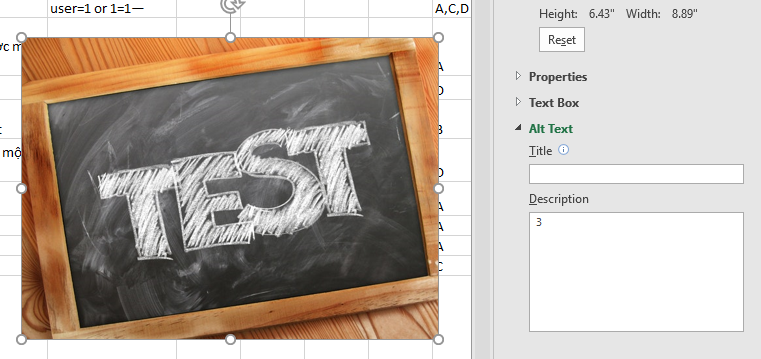 user=1 or 1=1—
A,C,D
Height: 6.43" Width: 8.89"
Reset
Properties
Text Box
Alt Text
Title
Description
3
TEST
ức m
A
D
t
B
một
D
A
A
A
C